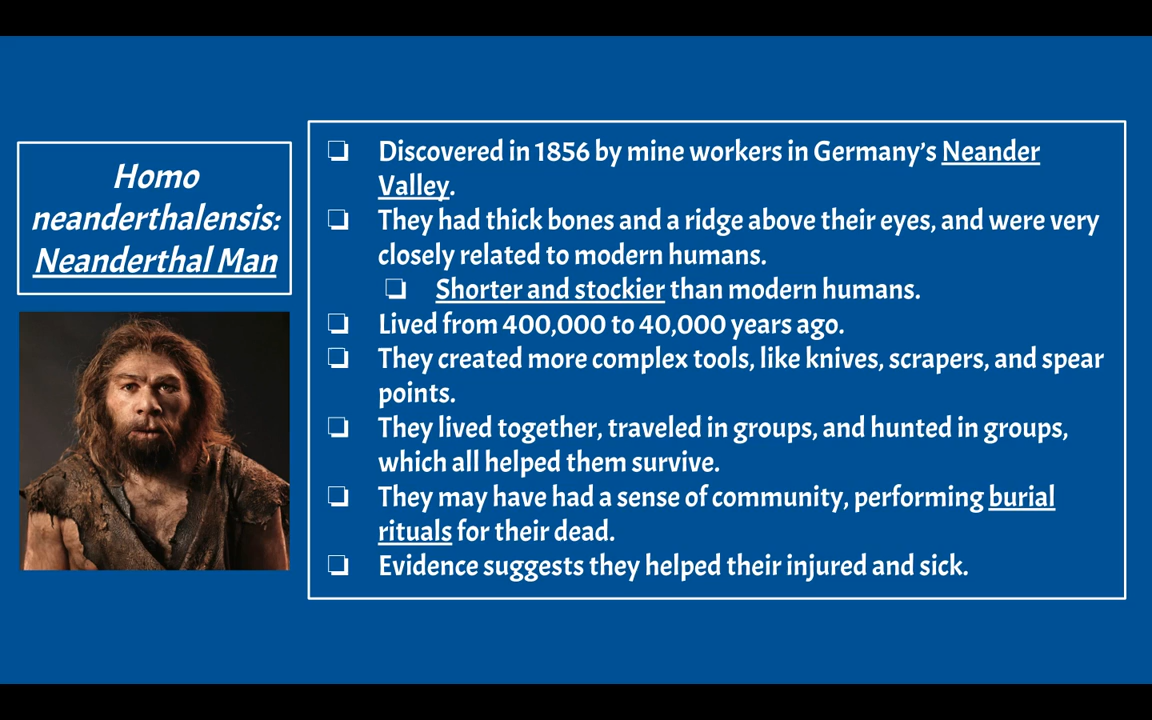 Homo
neanderthalensis:
Neanderthal Man
❏ Discovered in 1856 by mine workers in Germany’s Neander
Valley.
❏ They had thick bones and a ridge above their eyes, and were very
closely related to modern humans.
❏ Shorter and stockier than modern humans.
❏ Lived from 400,000 to 40,000 years ago.
❏ They created more complex tools, like knives, scrapers, and spear
points.
❏ They lived together, traveled in groups, and hunted in groups,
which all helped them survive.
❏ They may have had a sense of community, performing burial
rituals for their dead.
❏ Evidence suggests they helped their injured and sick.